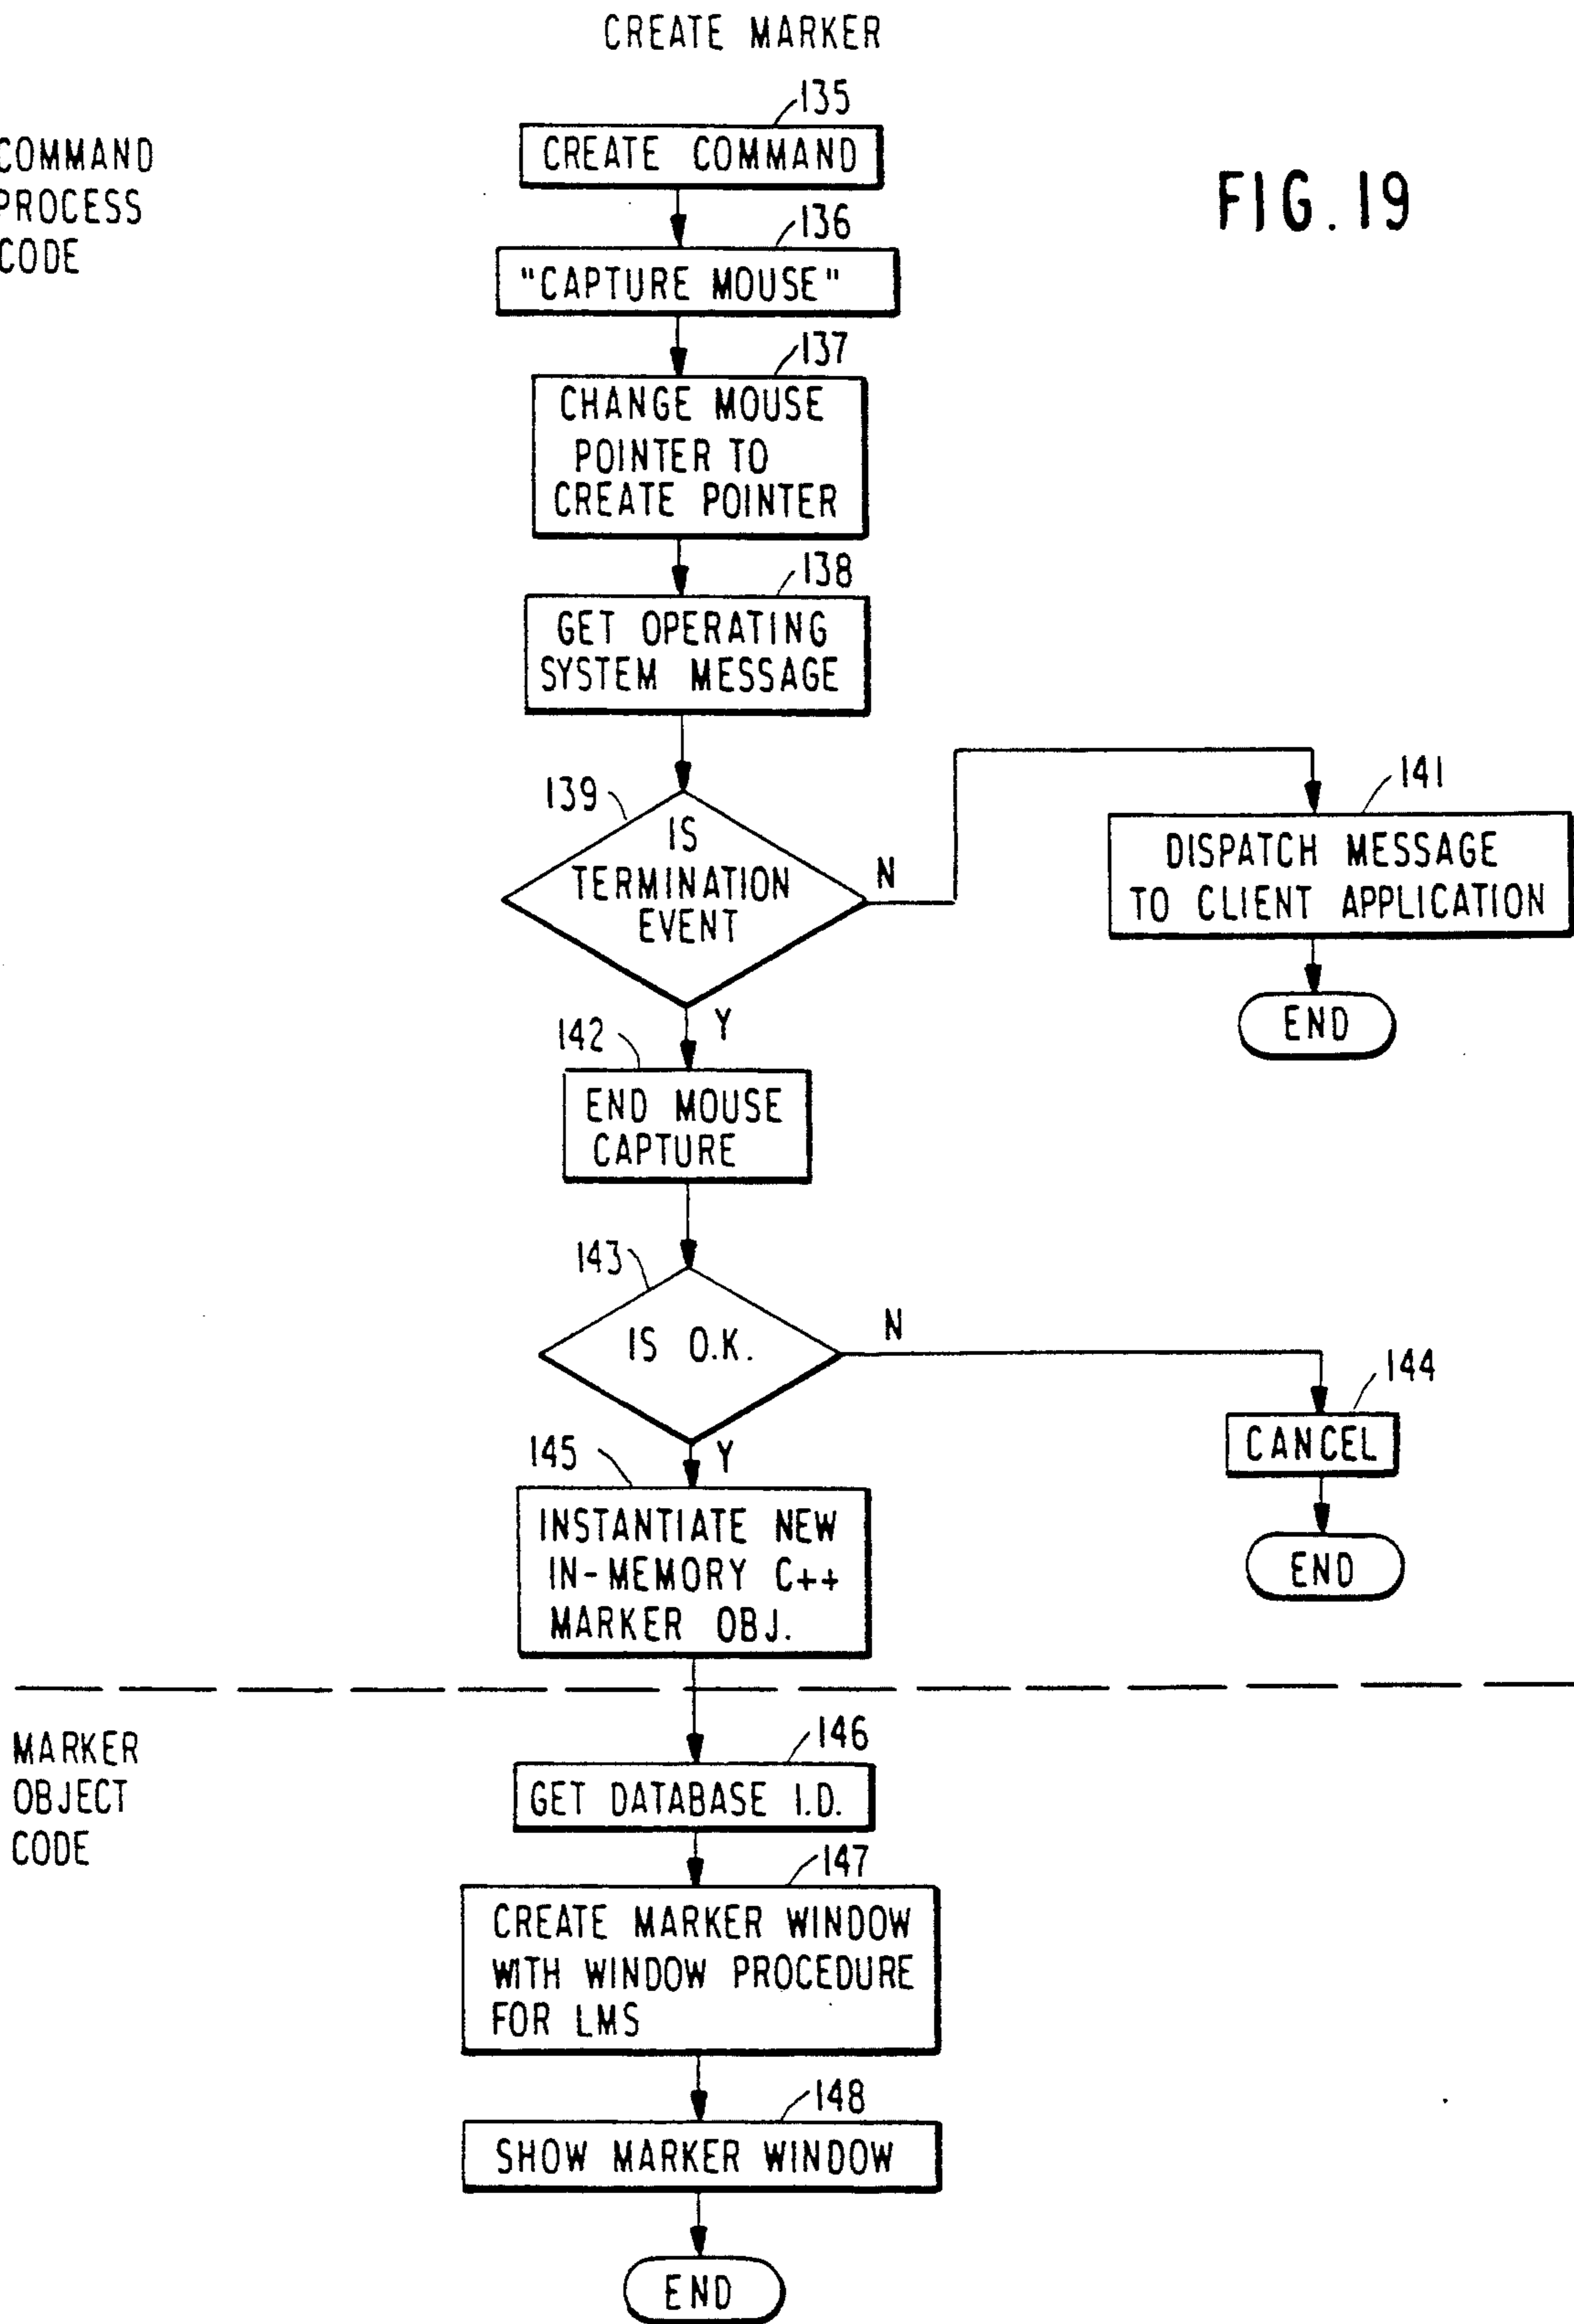 CREATE MARKER
COMMAND
PROCESS
CODE
FIG. 19
135
CREATE COMMAND
136
"CAPTURE MOUSE"
137
CHANGE MOUSE
POINTER TO
CREATE POINTER
138
GET OPERATING
SYSTEM MESSAGE
139
IS
TERMINATION
EVENT
N
141
DISPATCH MESSAGE
TO CLIENT APPLICATION
END
Y
142
END MOUSE
CAPTURE
143
IS O.K.
N
144
CANCEL
END
Y
145
INSTANTIATE NEW
IN-MEMORY C++
MARKER OBJ.
MARKER
OBJECT
CODE
146
GET DATABASE I.D.
147
CREATE MARKER WINDOW
WITH WINDOW PROCEDURE
FOR LMS
148
SHOW MARKER WINDOW
END